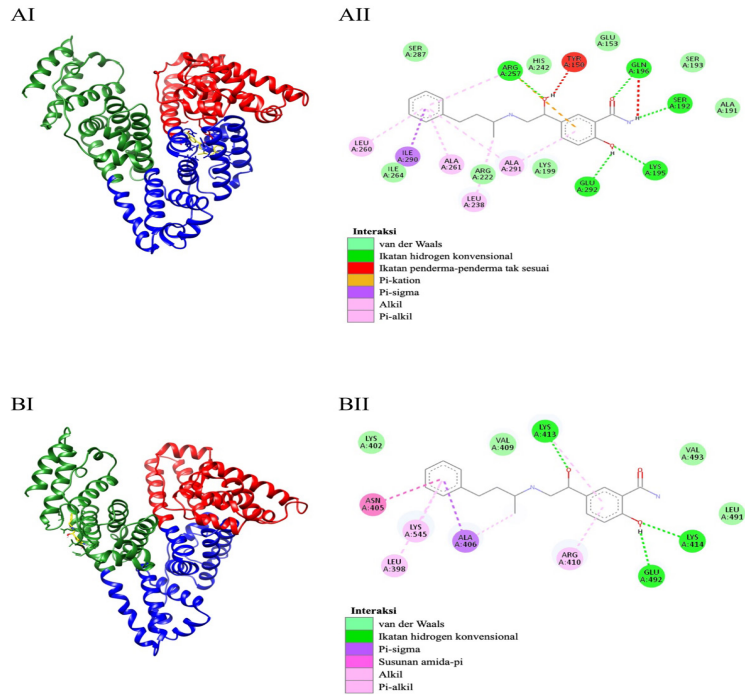 AI
AII
SER
A:287
ARG
A:257
HIS
A:242
TYR
A:150
GLU
A:153
GLN
A:196
SER
A:193
SER
A:192
ALA
A:191
LEU
A:260
ILE
A:290
ILE
A:264
ALA
A:261
ARG
A:222
LEU
A:238
ALA
A:291
LYS
A:199
GLU
A:292
LYS
A:195
H
O
N
H
O
H
Interaksi
van der Waals
Ikatan hidrogen konvensional
Ikatan penderma-penderma tak sesuai
Pi-kation
Pi-sigma
Alkil
Pi-alkil
BI
BII
LYS
A:402
VAL
A:409
LYS
A:413
VAL
A:493
LEU
A:491
ASN
A:405
LYS
A:545
ALA
A:406
LEU
A:398
ARG
A:410
LYS
A:414
GLU
A:492
N
O
O
N
O
H
Interaksi
van der Waals
Ikatan hidrogen konvensional
Pi-sigma
Susunan amida-pi
Alkil
Pi-alkil